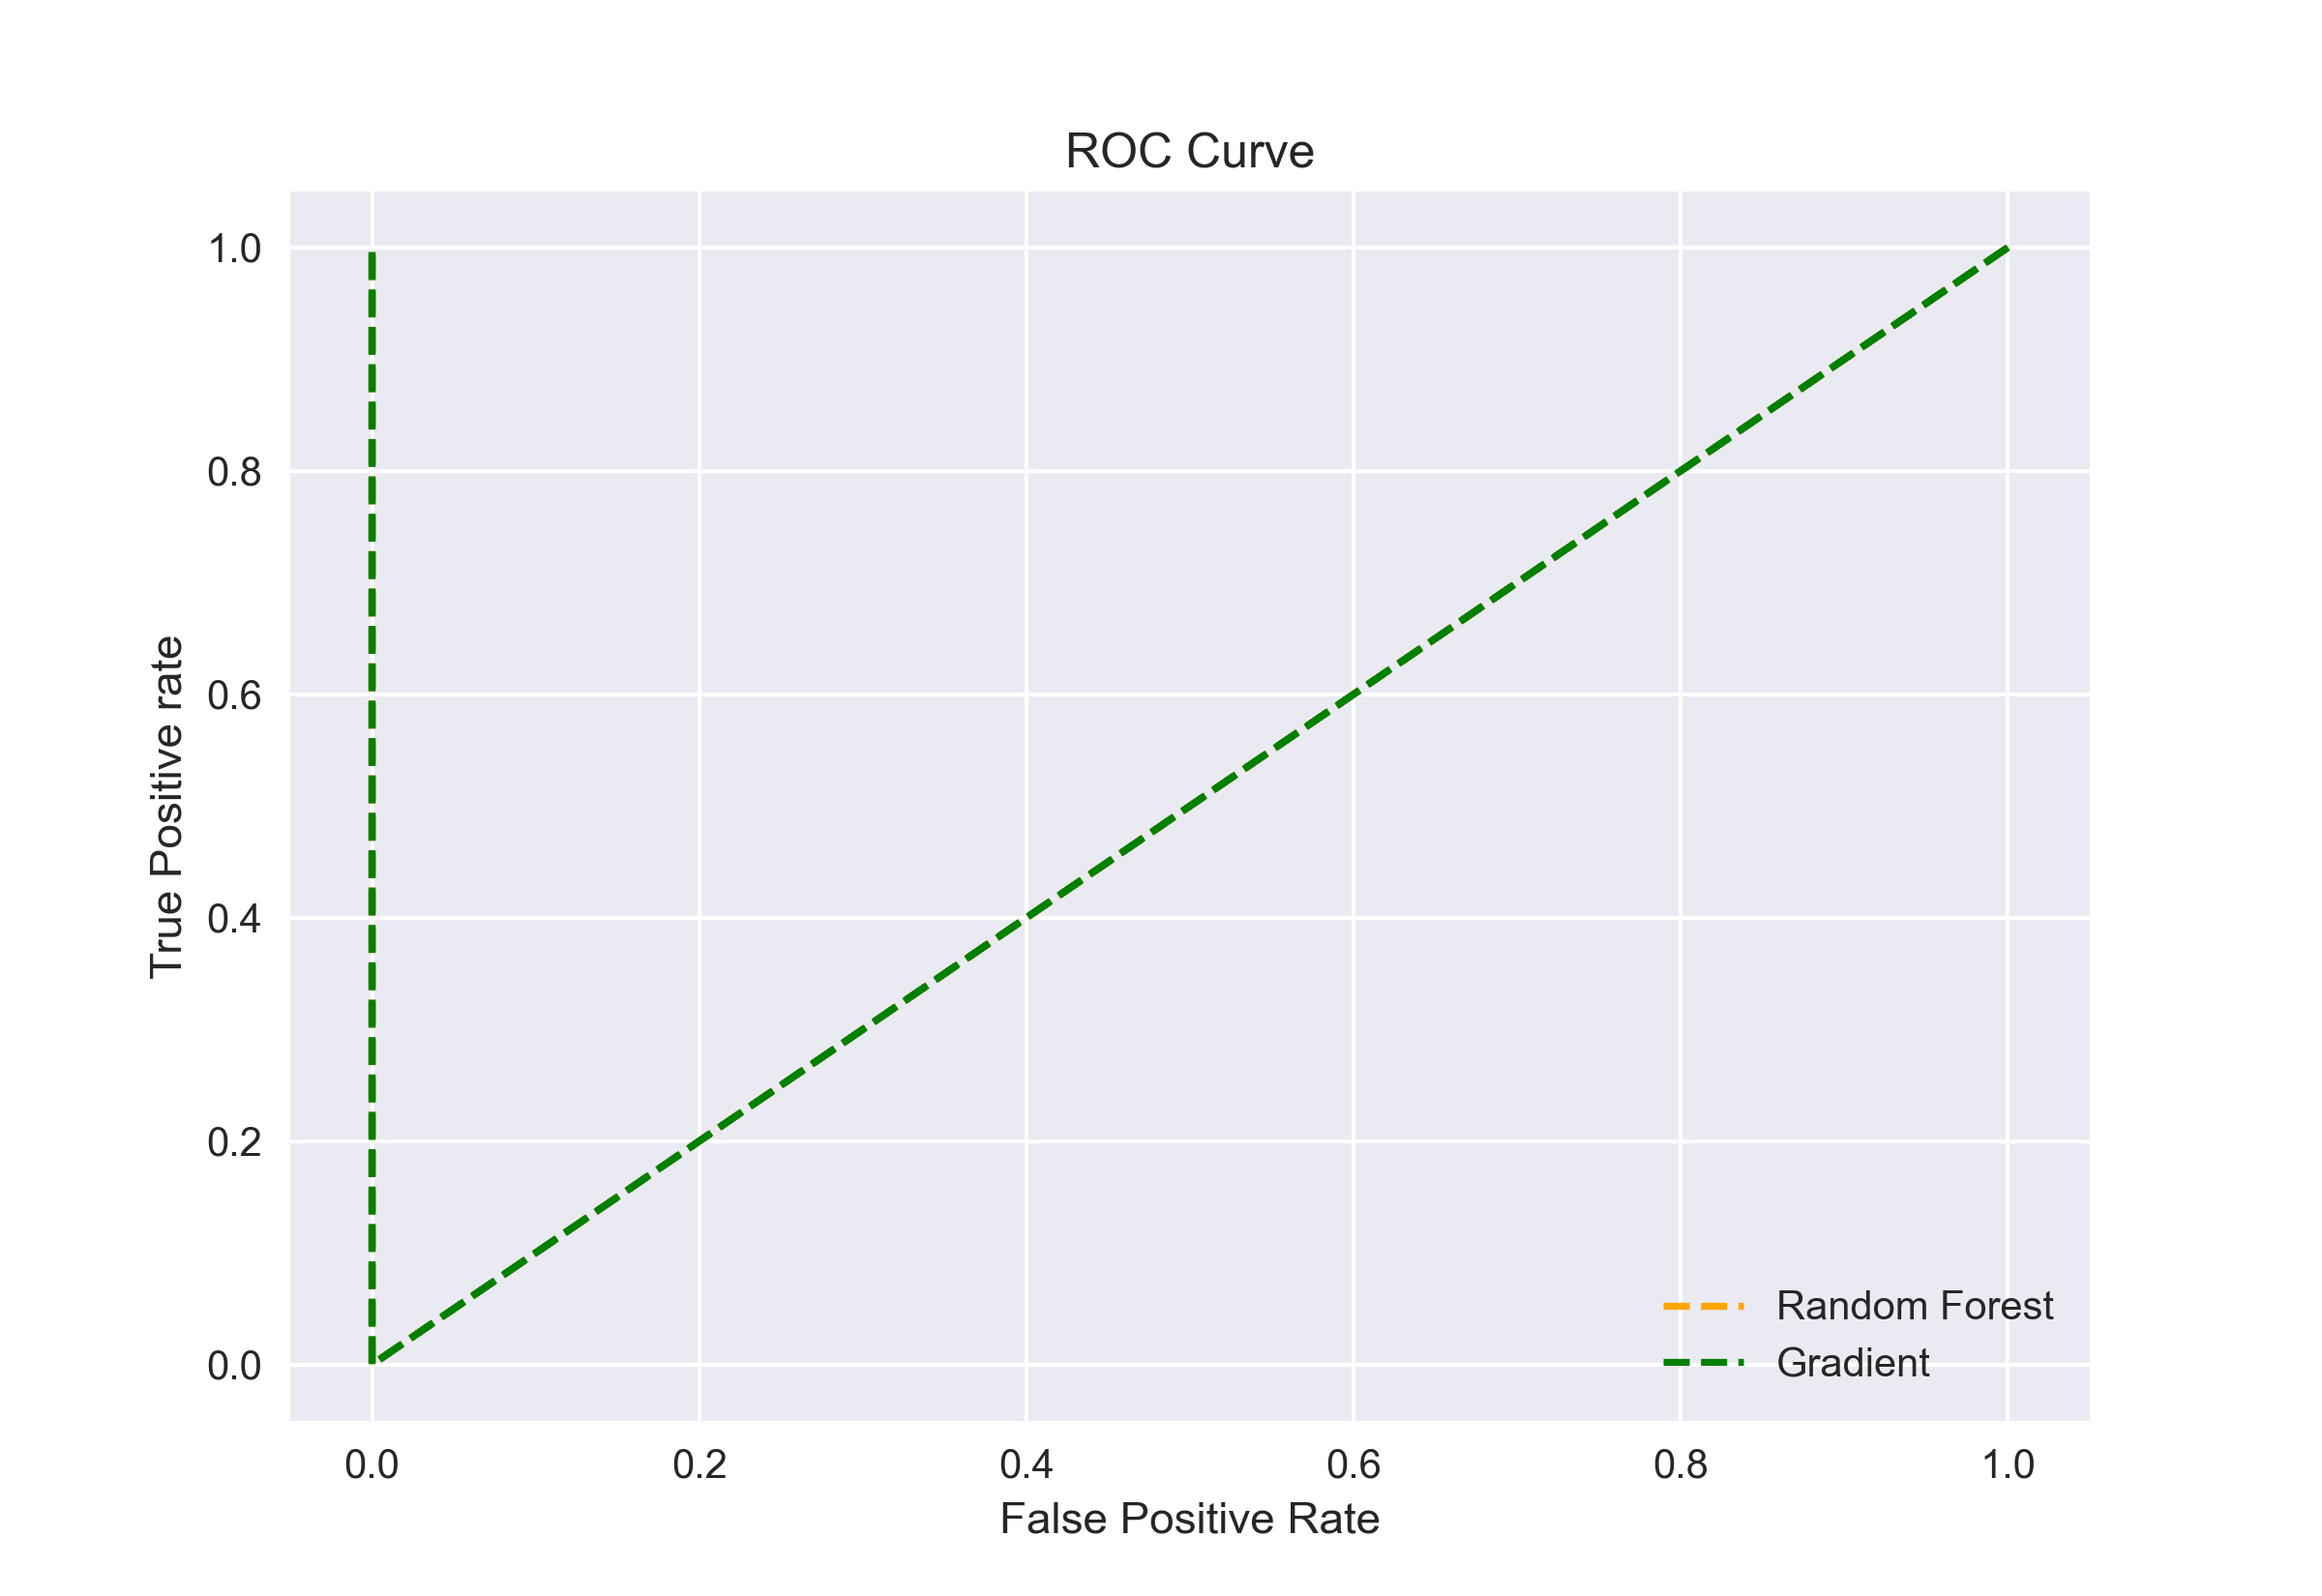 ROC Curve
1.0
0.8
0.6
0.4
0.2
0.0
True Positive rate
0.0 0.2 0.4 0.6 0.8 1.0
False Positive Rate
Random Forest
Gradient